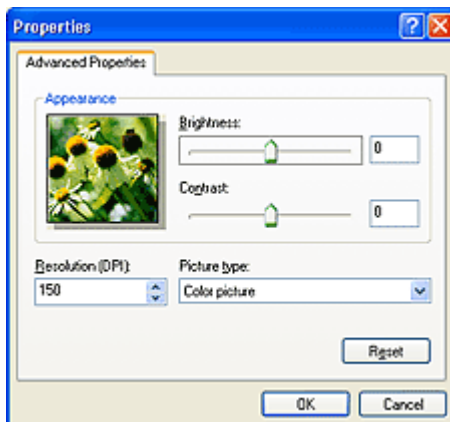 Properties
Advanced Properties
Appearance
Brightness:
0
Contrast:
0
Resolution (DPI):
150
Picture type:
Color picture
Reset
OK
Cancel